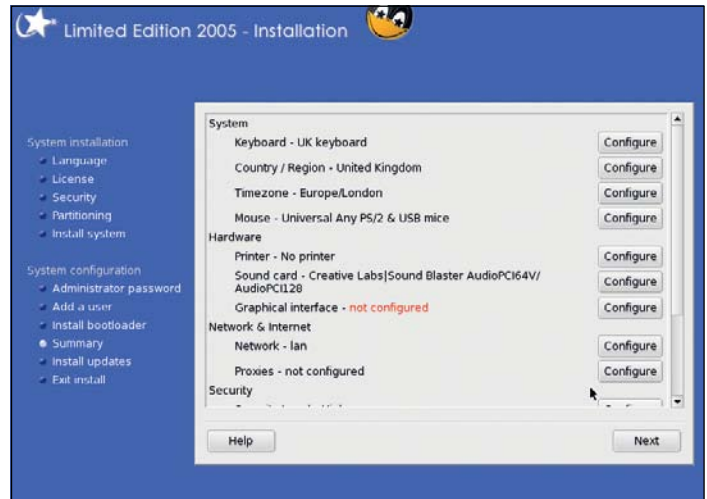 Limited Edition 2005 - Installation
System installation
Language
License
Security
Partitioning
Install system
System configuration
Administrator password
Add a user
Install bootloader
Summary
Install updates
Exit install
System
Keyboard - UK keyboard
Configure
Country / Region - United Kingdom
Configure
Timezone - Europe/London
Configure
Mouse - Universal Any PS/2 & USB mice
Configure
Hardware
Printer - No printer
Configure
Sound card - Creative Labs|Sound Blaster AudioPCI64V/
AudioPCI128
Configure
Graphical interface - not configured
Configure
Network & Internet
Network - lan
Configure
Proxies - not configured
Configure
Security
Help
Next